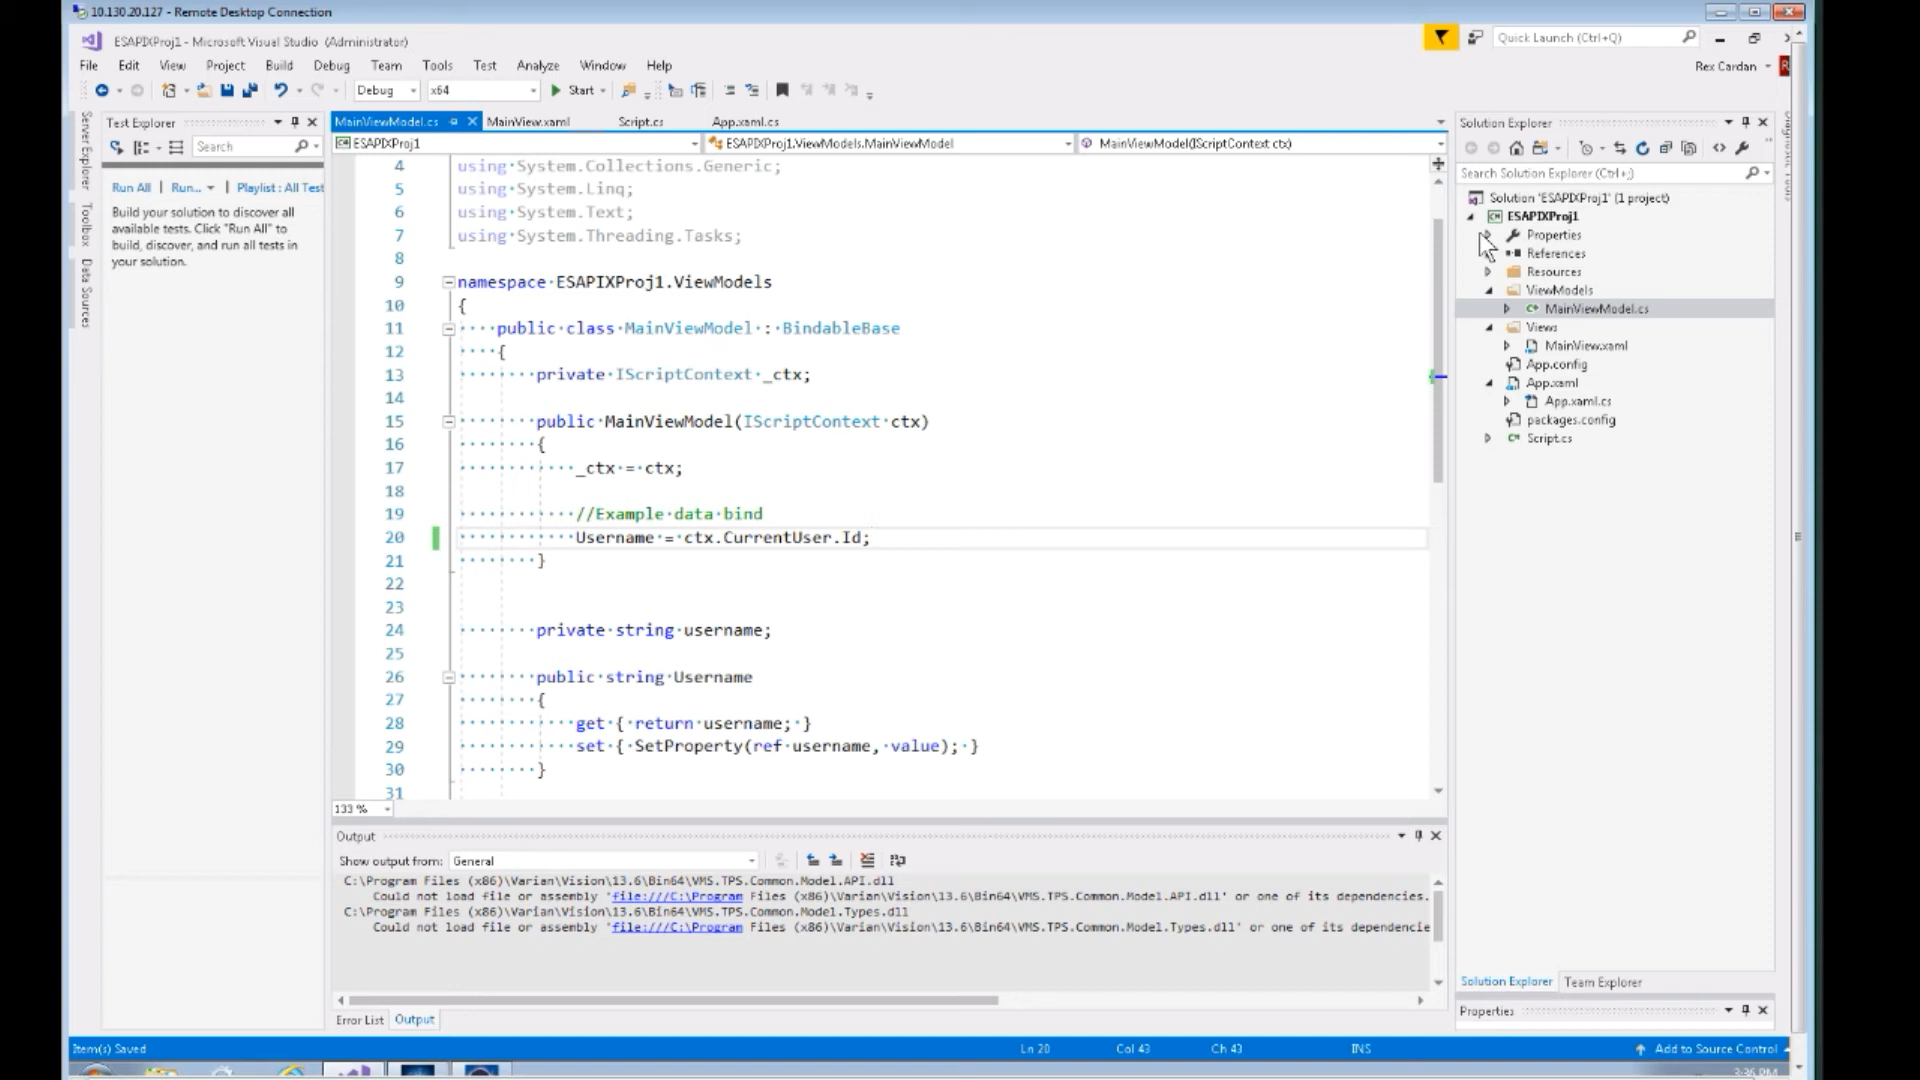 10.130.20.127 - Remote Desktop Connection
ESAPIXProj1 - Microsoft Visual Studio (Administrator)
Quick Launch (Ctrl+Q)
File Edit View Project Build Debug Team Tools Test Analyze Window Help
Rex Cardan
Debug x64 Start
Server Explorer
Toolbox
Data Sources
Test Explorer
Search
Run All | Run... | Playlist : All Test
Build your solution to discover all
available tests. Click "Run All" to
build, discover, and run all tests in
your solution.
MainViewModel.cs MainView.xaml Script.cs App.xaml.cs
ESAPIXProj1 ESAPIXProj1.ViewModels.MainViewModel MainViewModel(IScriptContext ctx)
4 using System.Collections.Generic;
5 using System.Linq;
6 using System.Text;
7 using System.Threading.Tasks;
8
9 namespace ESAPIXProj1.ViewModels
10 {
11 public class MainViewModel : BindableBase
12 {
13 private IScriptContext _ctx;
14
15 public MainViewModel(IScriptContext ctx)
16 {
17 _ctx = ctx;
18
19 //Example data bind
20 Username = ctx.CurrentUser.Id;
21 }
22
23
24 private string username;
25
26 public string Username
27 {
28 get { return username; }
29 set { SetProperty(ref username, value); }
30 }
31
133 %
Output
Show output from: General
C:\Program Files (x86)\Varian\Vision\13.6\Bin64\VMS.TPS.Common.Model.API.dll
Could not load file or assembly 'file:///C:\Program Files (x86)\Varian\Vision\13.6\Bin64\VMS.TPS.Common.Model.API.dll' or one of its dependencies.
C:\Program Files (x86)\Varian\Vision\13.6\Bin64\VMS.TPS.Common.Model.Types.dll
Could not load file or assembly 'file:///C:\Program Files (x86)\Varian\Vision\13.6\Bin64\VMS.TPS.Common.Model.Types.dll' or one of its dependencie
Error List Output
Solution Explorer
Search Solution Explorer (Ctrl+;)
Solution 'ESAPIXProj1' (1 project)
ESAPIXProj1
Properties
References
Resources
ViewModels
MainViewModel.cs
Views
MainView.xaml
App.config
App.xaml
App.xaml.cs
packages.config
Script.cs
Solution Explorer Team Explorer
Properties
Item(s) Saved Ln 20 Col 43 Ch 43 INS Add to Source Control
3:36 PM